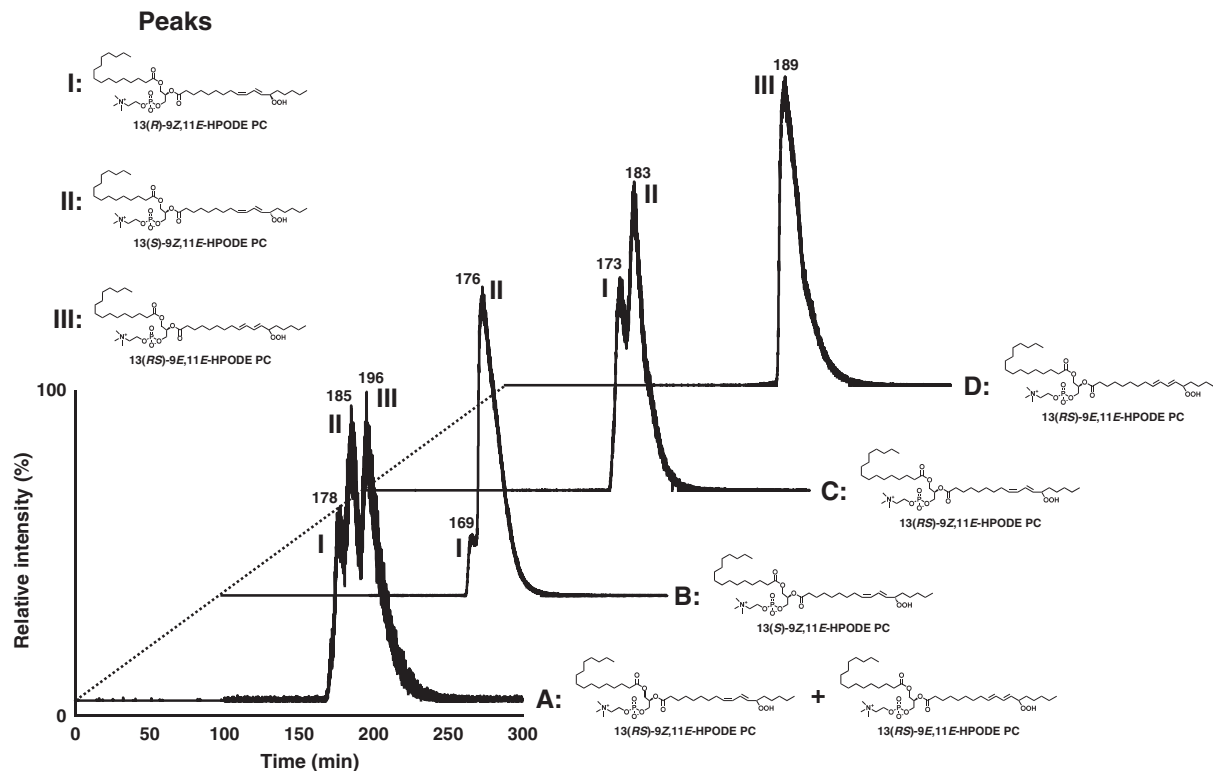 Peaks
I:
13(R)-9Z,11E-HPODE PC
II:
13(S)-9Z,11E-HPODE PC
III:
13(RS)-9E,11E-HPODE PC
Relative intensity (%)
100
0
0 50 100 150 200 250 300
Time (min)
178
I
185
II
196
III
A:
13(RS)-9Z,11E-HPODE PC
+
13(RS)-9E,11E-HPODE PC
169
I
176
II
B:
13(S)-9Z,11E-HPODE PC
173
I
183
II
C:
13(RS)-9Z,11E-HPODE PC
189
III
D:
13(RS)-9E,11E-HPODE PC